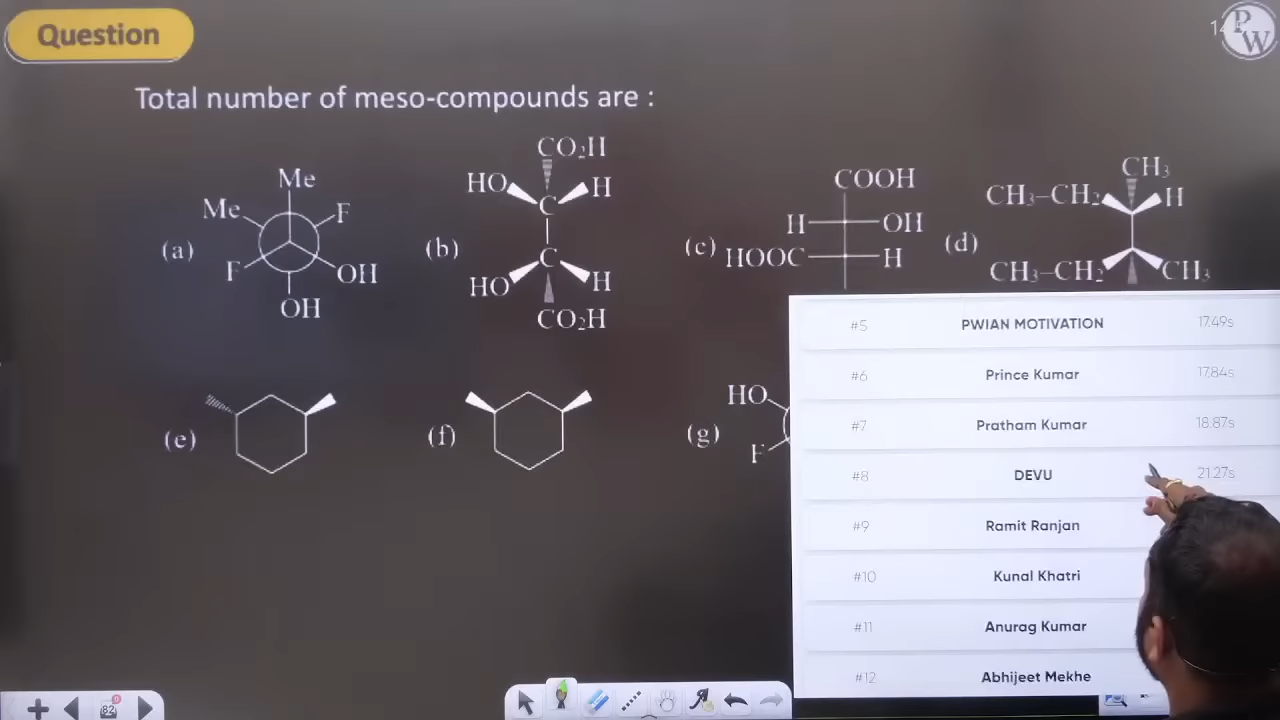 Question
PW
Total number of meso-compounds are :
(a)
Me
Me
F
F
OH
OH
(b)
CO₂H
HO
H
C
C
HO
H
CO₂H
(c)
COOH
H
OH
HOOC
H
(d)
CH₃
CH₃–CH₂
H
CH₃–CH₂
CH₃
(e)
(f)
(g)
HO
F
#5 PWIAN MOTIVATION 17.49s
#6 Prince Kumar 17.84s
#7 Pratham Kumar 18.87s
#8 DEVU 21.27s
#9 Ramit Ranjan
#10 Kunal Khatri
#11 Anurag Kumar
#12 Abhijeet Mekhe
82